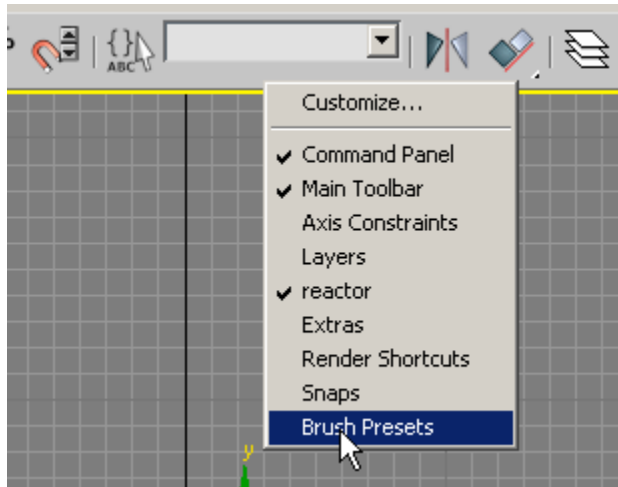 {}
ABC
Customize...
Command Panel
Main Toolbar
Axis Constraints
Layers
reactor
Extras
Render Shortcuts
Snaps
Brush Presets
y